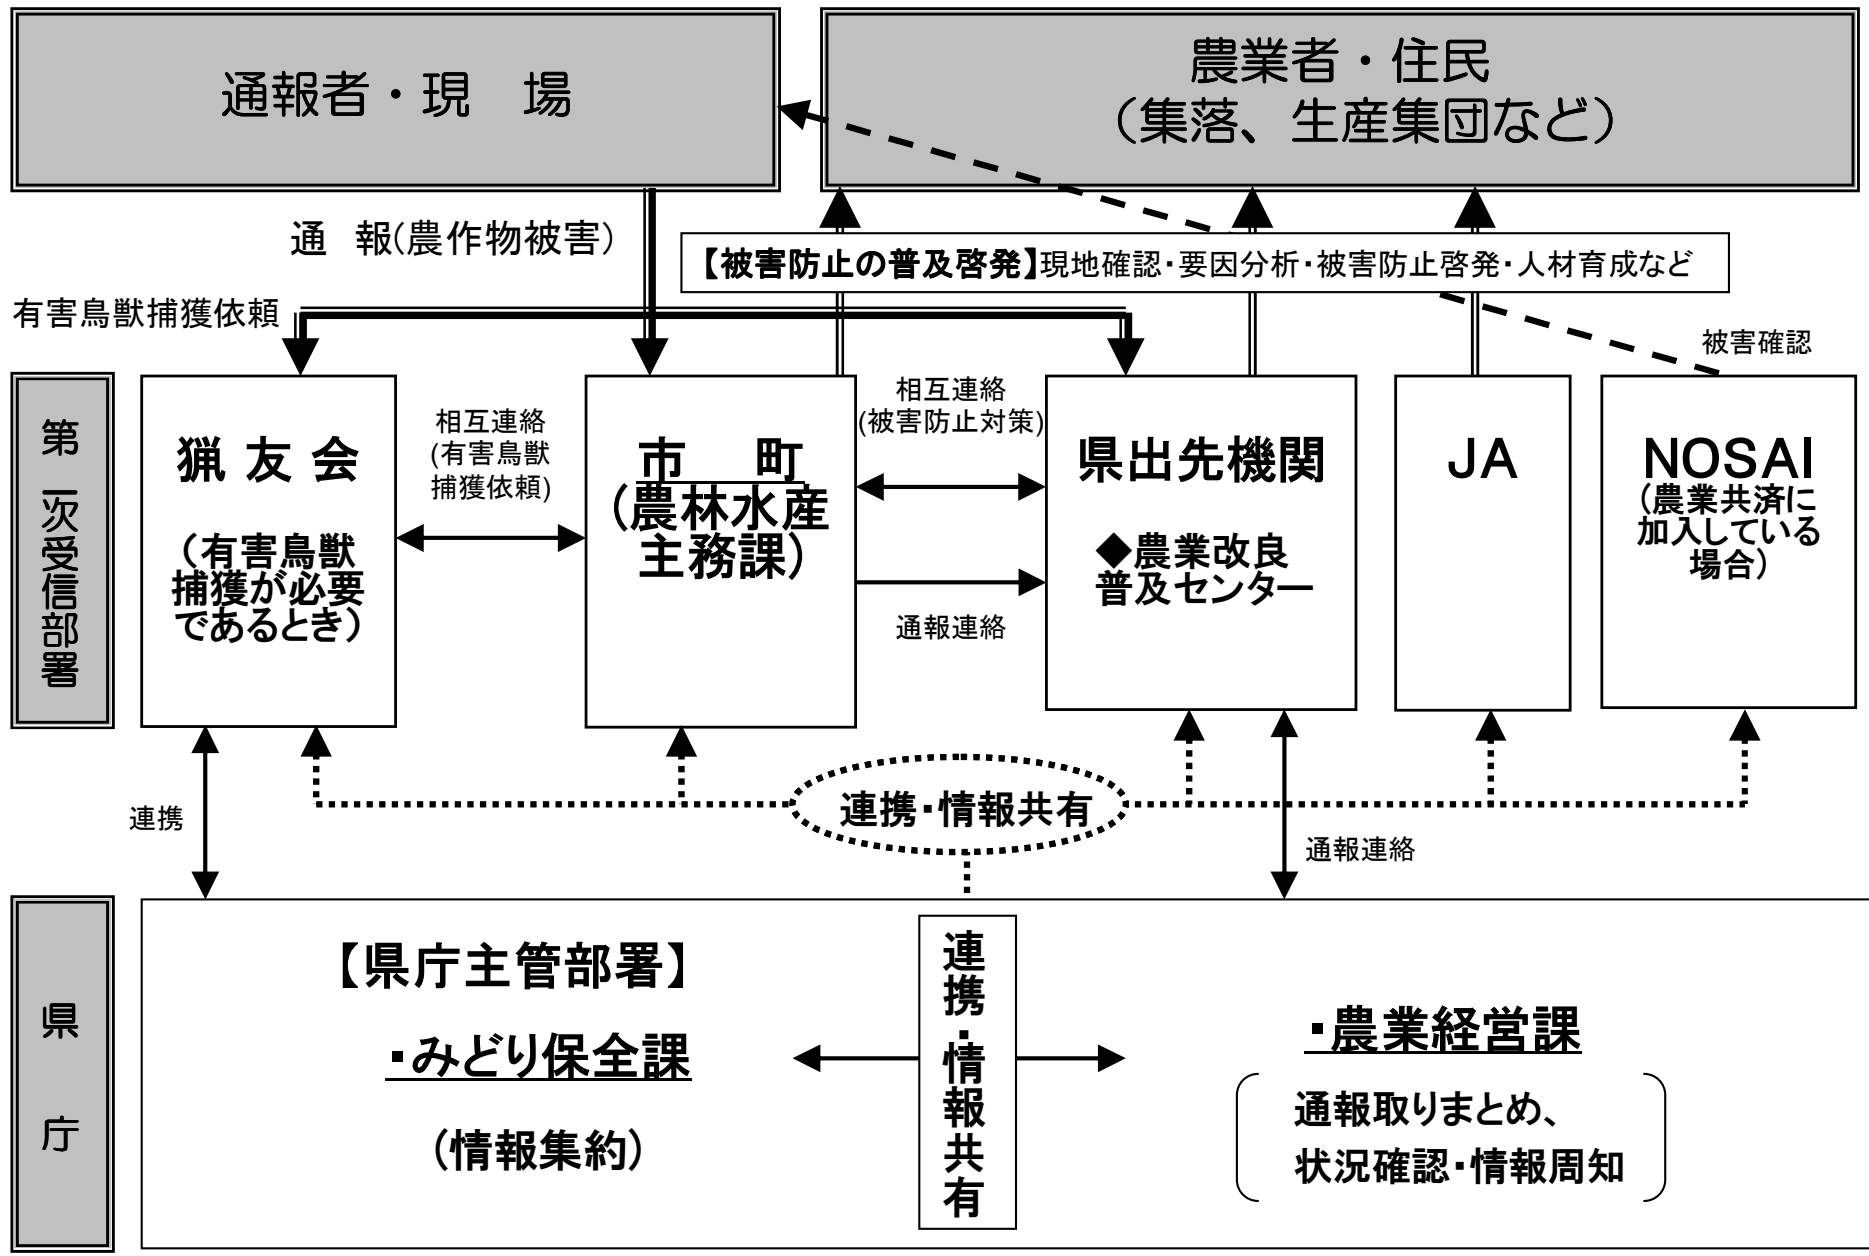 通報者・現　場
農業者・住民
（集落、生産集団など）
通　報(農作物被害)
【被害防止の普及啓発】現地確認・要因分析・被害防止啓発・人材育成など
有害鳥獣捕獲依頼
被害確認
第一次受信部署
猟 友 会
（有害鳥獣
捕獲が必要
であるとき）
相互連絡
(有害鳥獣
捕獲依頼)
市　町
（農林水産
主務課）
相互連絡
(被害防止対策)
通報連絡
県出先機関
◆農業改良
普及センター
JA
NOSAI
（農業共済に
加入している
場合）
連携・情報共有
連携
通報連絡
県　庁
【県庁主管部署】
・みどり保全課
（情報集約）
連携・情報共有
・農業経営課
通報取りまとめ、
状況確認・情報周知